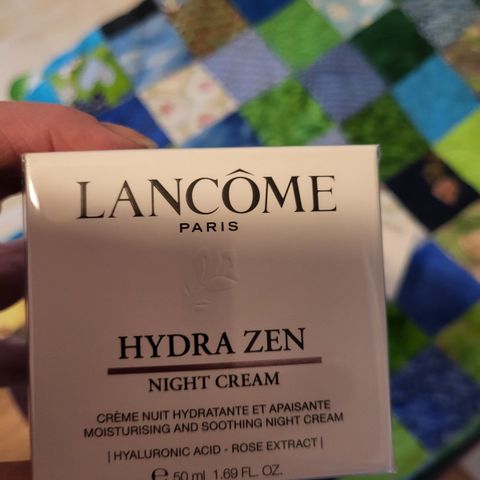 LANCÔME
PARIS
HYDRA ZEN
NIGHT CREAM
CRÈME NUIT HYDRATANTE ET APAISANTE
MOISTURISING AND SOOTHING NIGHT CREAM
| HYALURONIC ACID - ROSE EXTRACT |
℮ 50 ml 1.69 FL. OZ.